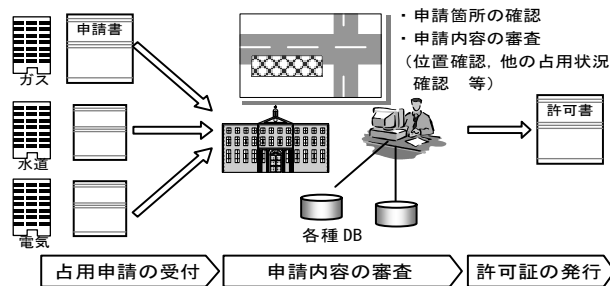 申請書
ガス
水道
電気
・申請箇所の確認
・申請内容の審査
(位置確認, 他の占用状況
確認 等)
許可書
各種 DB
占用申請の受付
申請内容の審査
許可証の発行